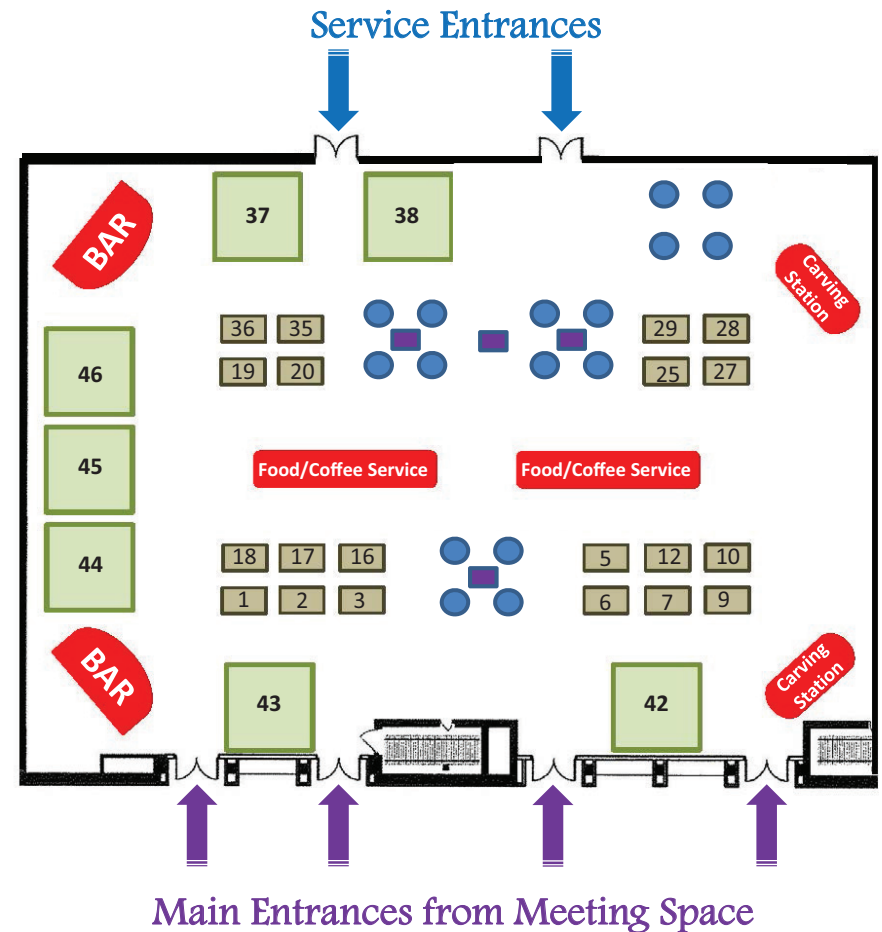 Service Entrances
BAR
37
38
Carving
Station
36 35
29 28
19 20
25 27
46
45
44
Food/Coffee Service
Food/Coffee Service
18 17 16
5 12 10
1 2 3
6 7 9
BAR
43
42
Carving
Station
Main Entrances from Meeting Space